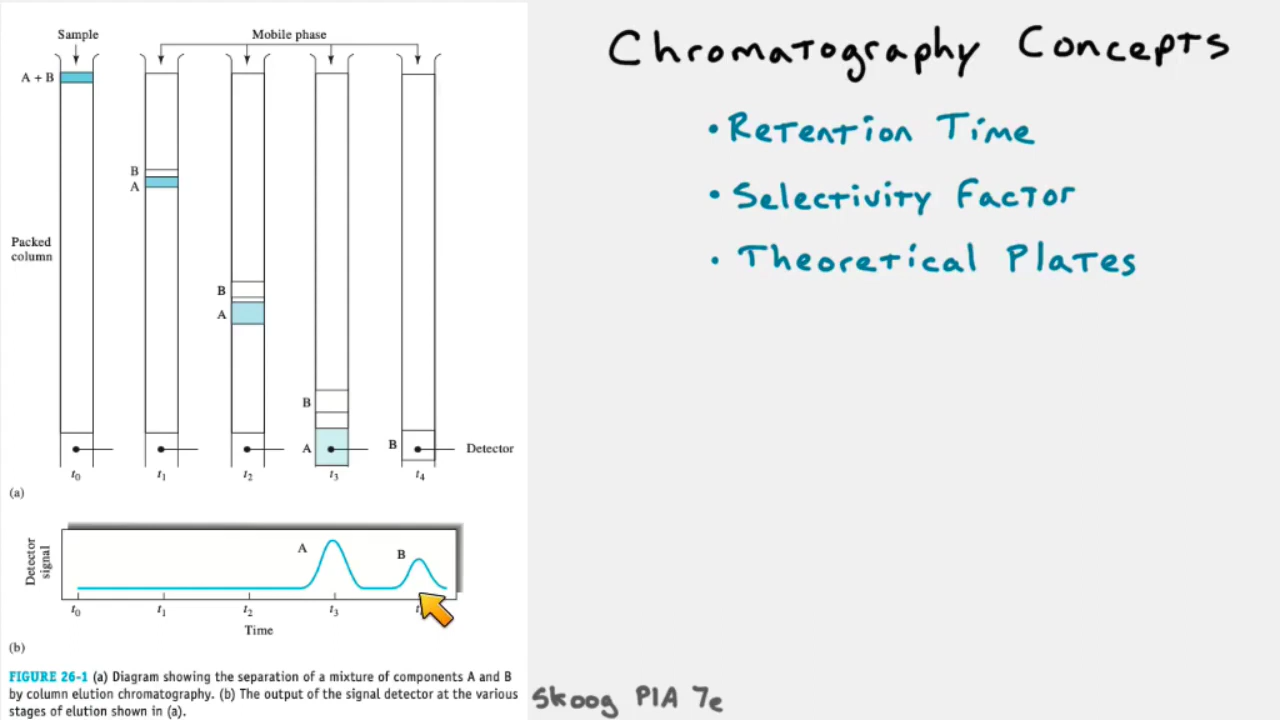 Sample
Mobile phase
A + B
B
A
Packed
column
B
A
B
A
B
Detector
t0
t1
t2
t3
t4
(a)
Detector
signal
A
B
t0
t1
t2
t3
Time
(b)
FIGURE 26-1 (a) Diagram showing the separation of a mixture of components A and B
by column elution chromatography. (b) The output of the signal detector at the various
stages of elution shown in (a).
Chromatography Concepts
• Retention Time
• Selectivity Factor
• Theoretical Plates
Skoog PIA 7e